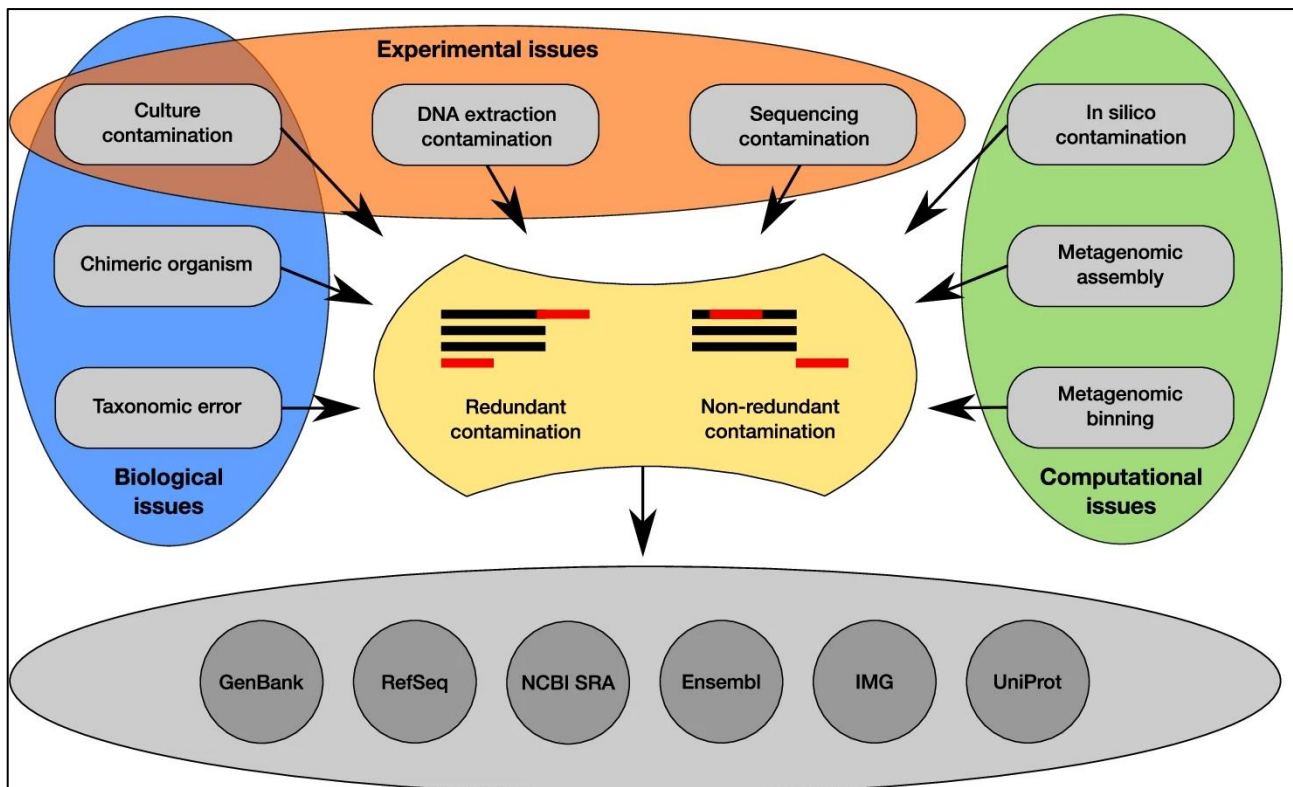 Experimental issues
Culture
contamination
DNA extraction
contamination
Sequencing
contamination
In silico
contamination
Chimeric organism
Metagenomic
assembly
Taxonomic error
Redundant
contamination
Non-redundant
contamination
Metagenomic
binning
Biological
issues
Computational
issues
GenBank
RefSeq
NCBI SRA
Ensembl
IMG
UniProt